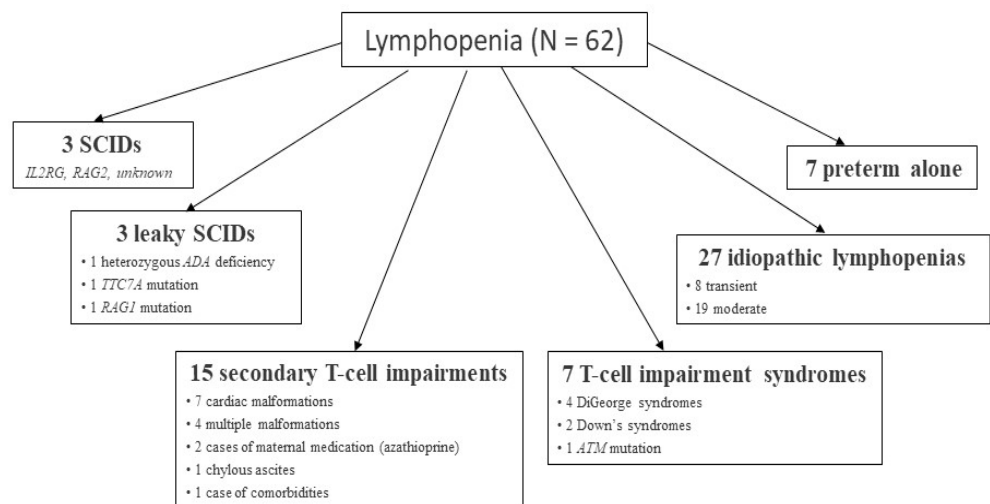 Lymphopenia (N = 62)
3 SCIDs
IL2RG, RAG2, unknown
7 preterm alone
3 leaky SCIDs
• 1 heterozygous ADA deficiency
• 1 TTC7A mutation
• 1 RAG1 mutation
27 idiopathic lymphopenias
• 8 transient
• 19 moderate
15 secondary T-cell impairments
• 7 cardiac malformations
• 4 multiple malformations
• 2 cases of maternal medication (azathioprine)
• 1 chylous ascites
• 1 case of comorbidities
7 T-cell impairment syndromes
• 4 DiGeorge syndromes
• 2 Down's syndromes
• 1 ATM mutation